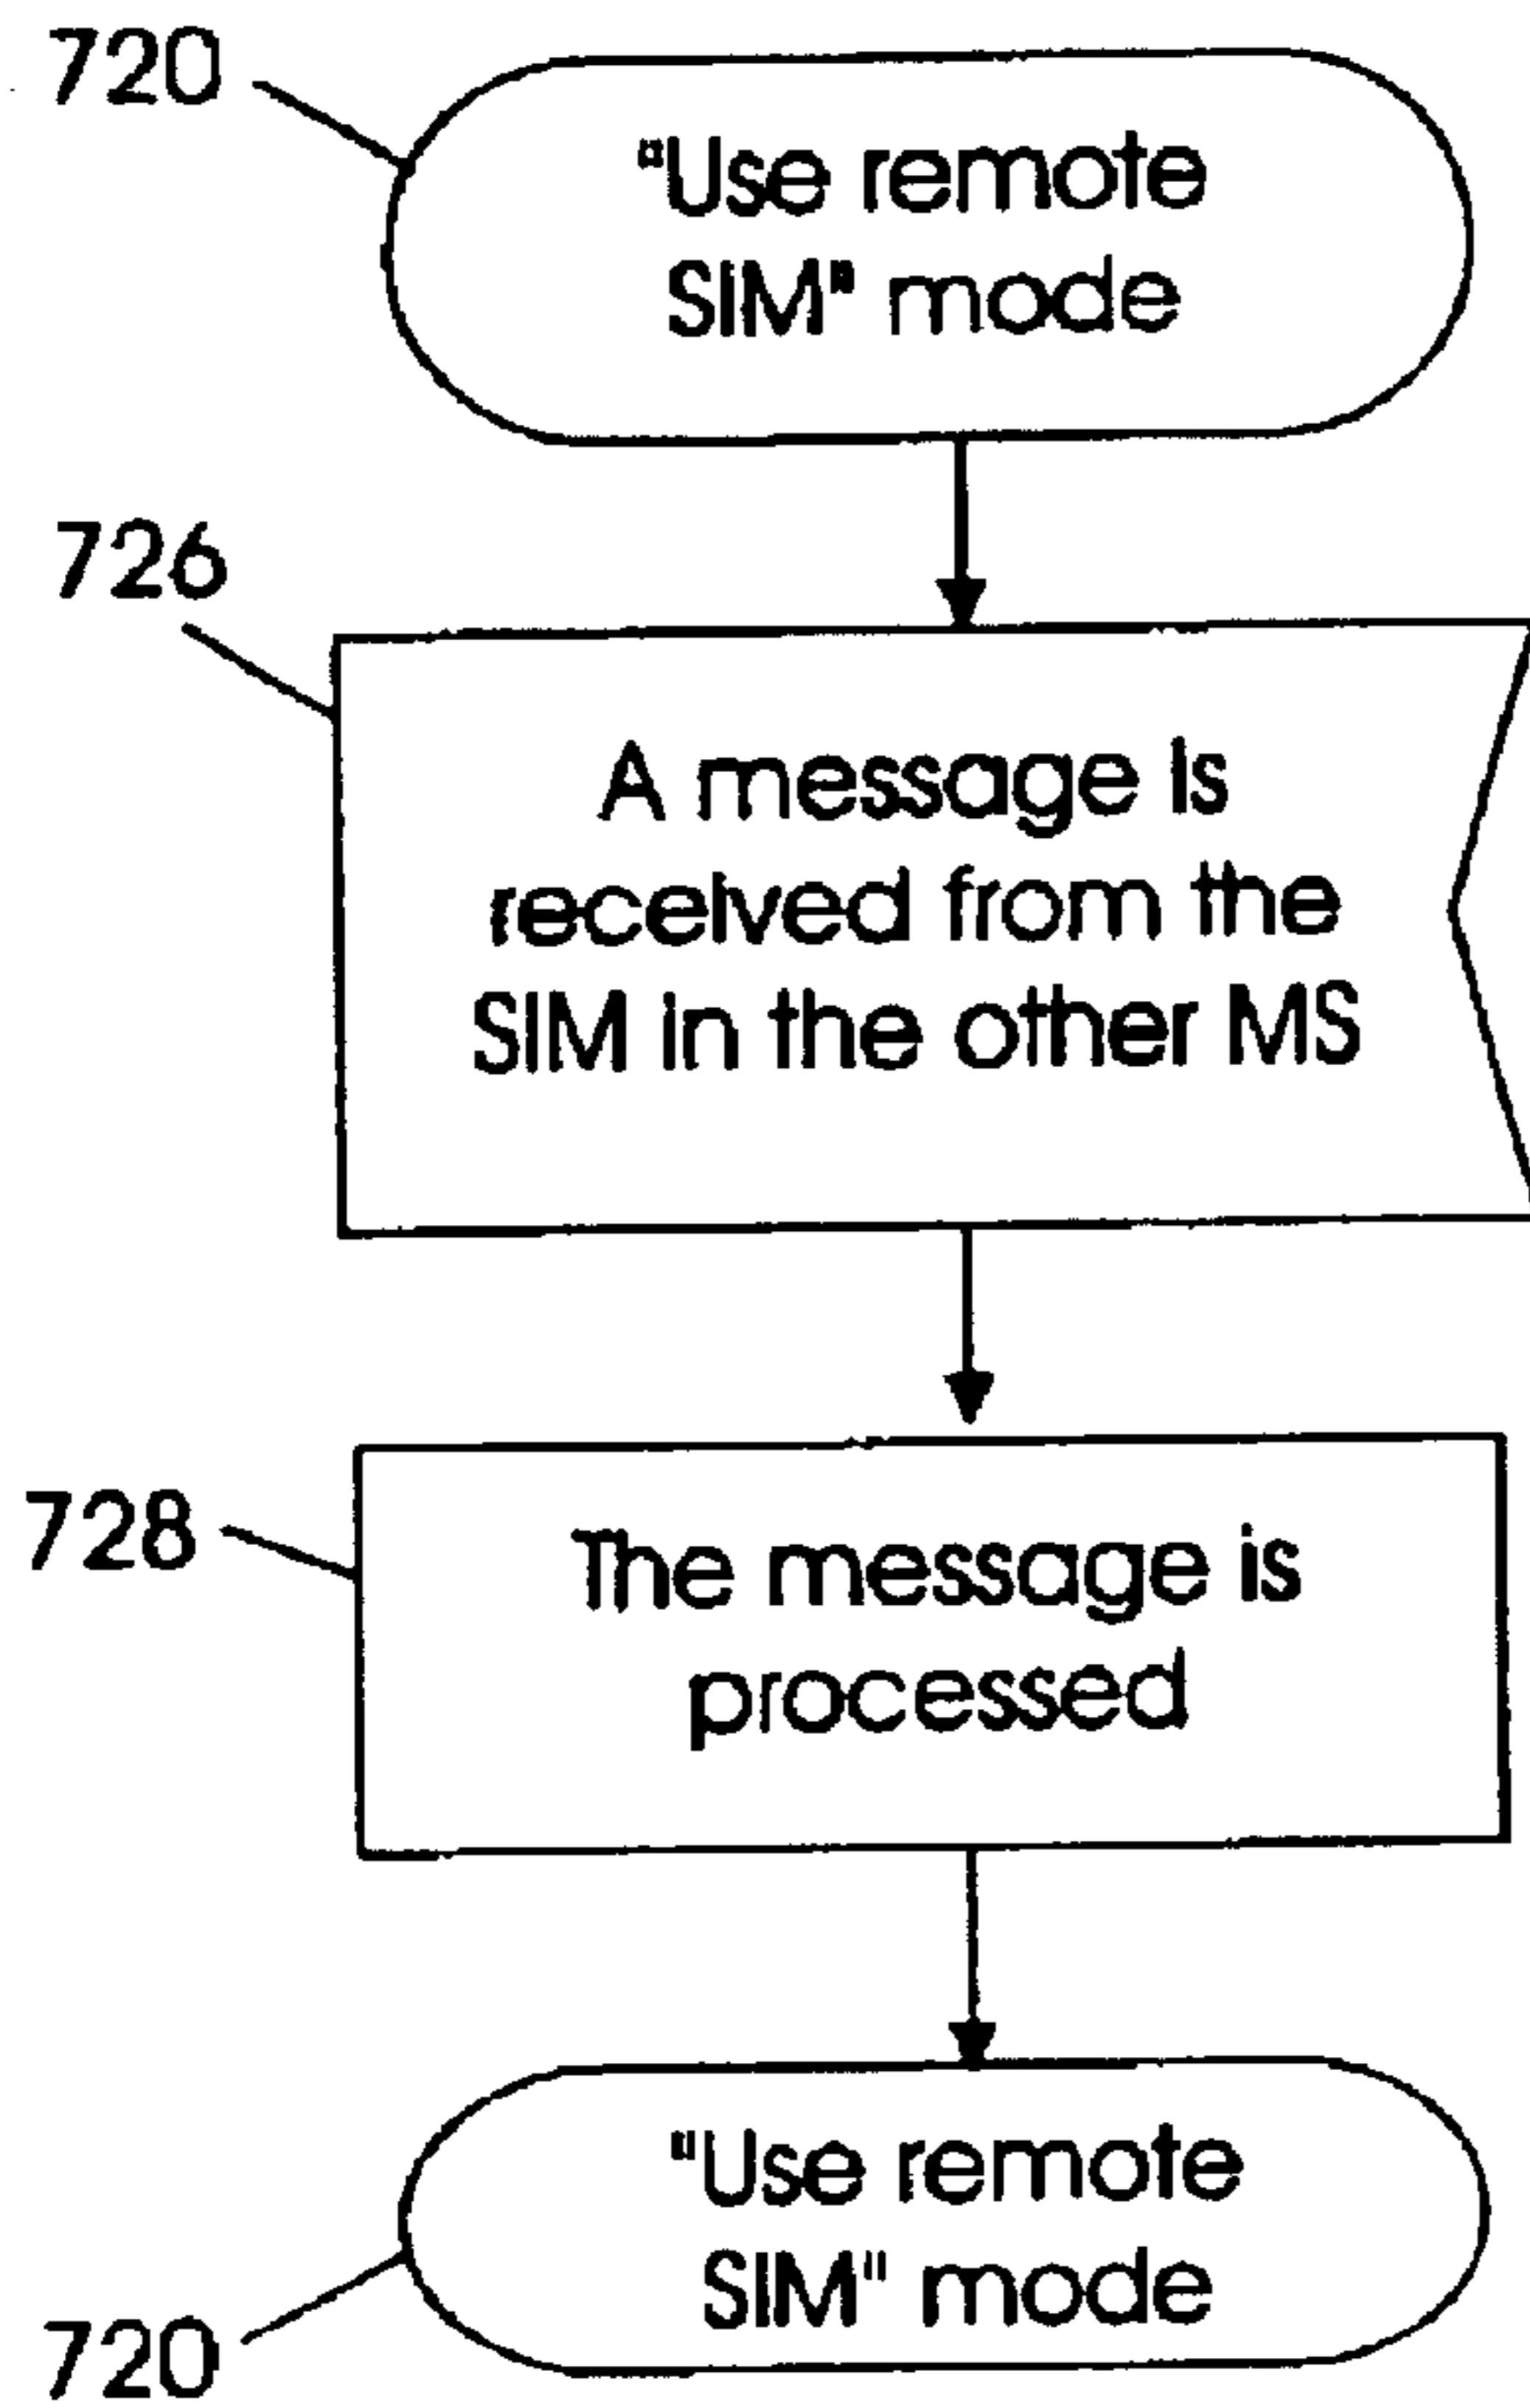 720
"Use remote
SIM" mode
726
A message is
received from the
SIM in the other MS
728
The message is
processed
"Use remote
SIM" mode
720